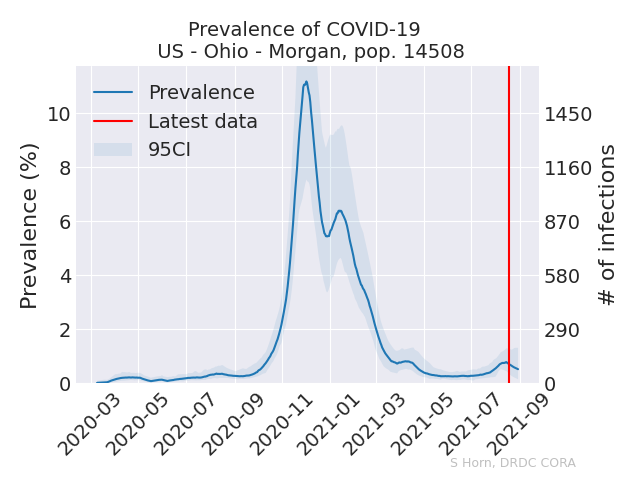 Prevalence of COVID-19
US - Ohio - Morgan, pop. 14508
Prevalence
Latest data
95CI
Prevalence (%)
10
8
6
4
2
0
1450
1160
870
580
290
0
# of infections
2020-03
2020-05
2020-07
2020-09
2020-11
2021-01
2021-03
2021-05
2021-07
2021-09
S Horn, DRDC CORA